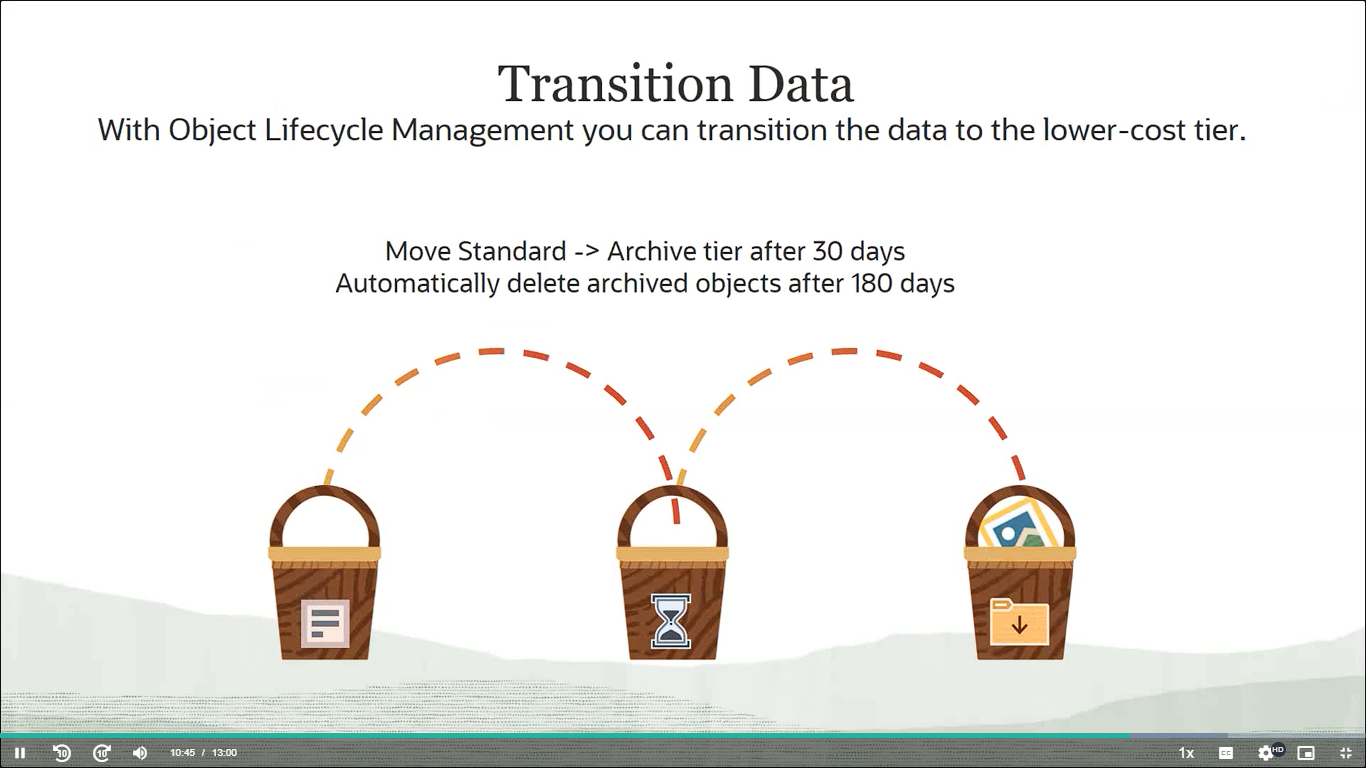 Transition Data
With Object Lifecycle Management you can transition the data to the lower-cost tier.
Move Standard -> Archive tier after 30 days
Automatically delete archived objects after 180 days
10
10
10:45 / 13:00
1x
CC
HD